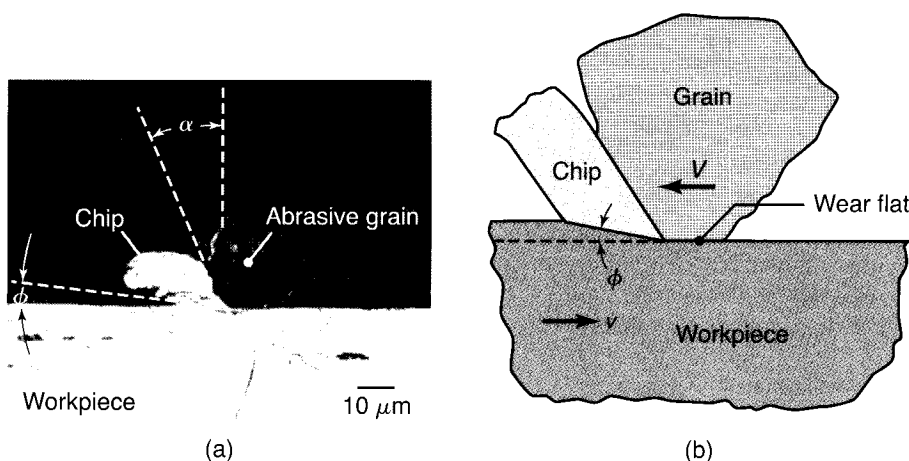 α
Chip
Abrasive grain
ϕ
Workpiece
10 μm
(a)
Grain
Chip
V
Wear flat
ϕ
v
Workpiece
(b)